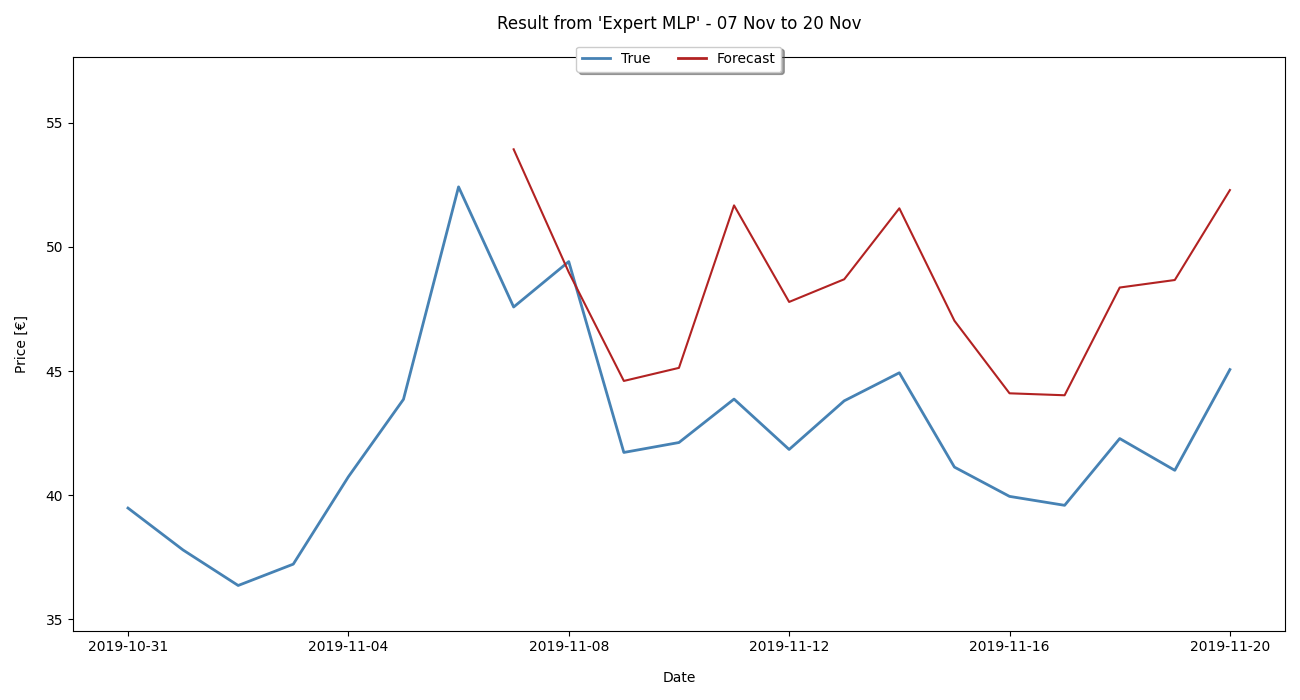 Result from 'Expert MLP' - 07 Nov to 20 Nov
True Forecast
55
50
45
40
35
Price [€]
2019-10-31 2019-11-04 2019-11-08 2019-11-12 2019-11-16 2019-11-20
Date